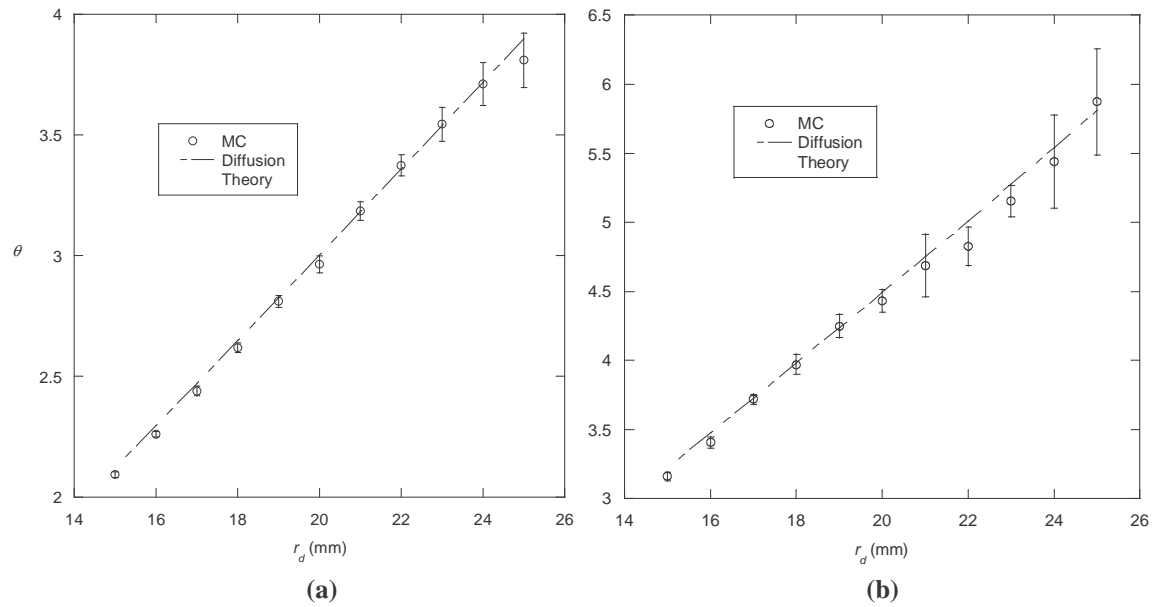 4
3.5
3
2.5
2
θ
MC
Diffusion
Theory
14 16 18 20 22 24 26
r_d (mm)
(a)
6.5
6
5.5
5
4.5
4
3.5
3
MC
Diffusion
Theory
14 16 18 20 22 24 26
r_d (mm)
(b)